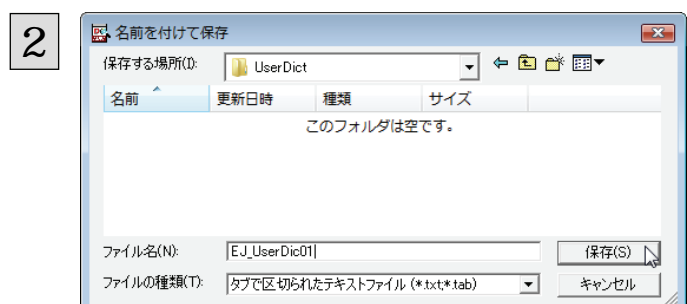 2
名前を付けて保存
保存する場所(I): UserDict
名前 更新日時 種類 サイズ
このフォルダは空です。
ファイル名(N): EJ_UserDic01 保存(S)
ファイルの種類(T): タブで区切られたテキストファイル (*.txt;*.tab) キャンセル